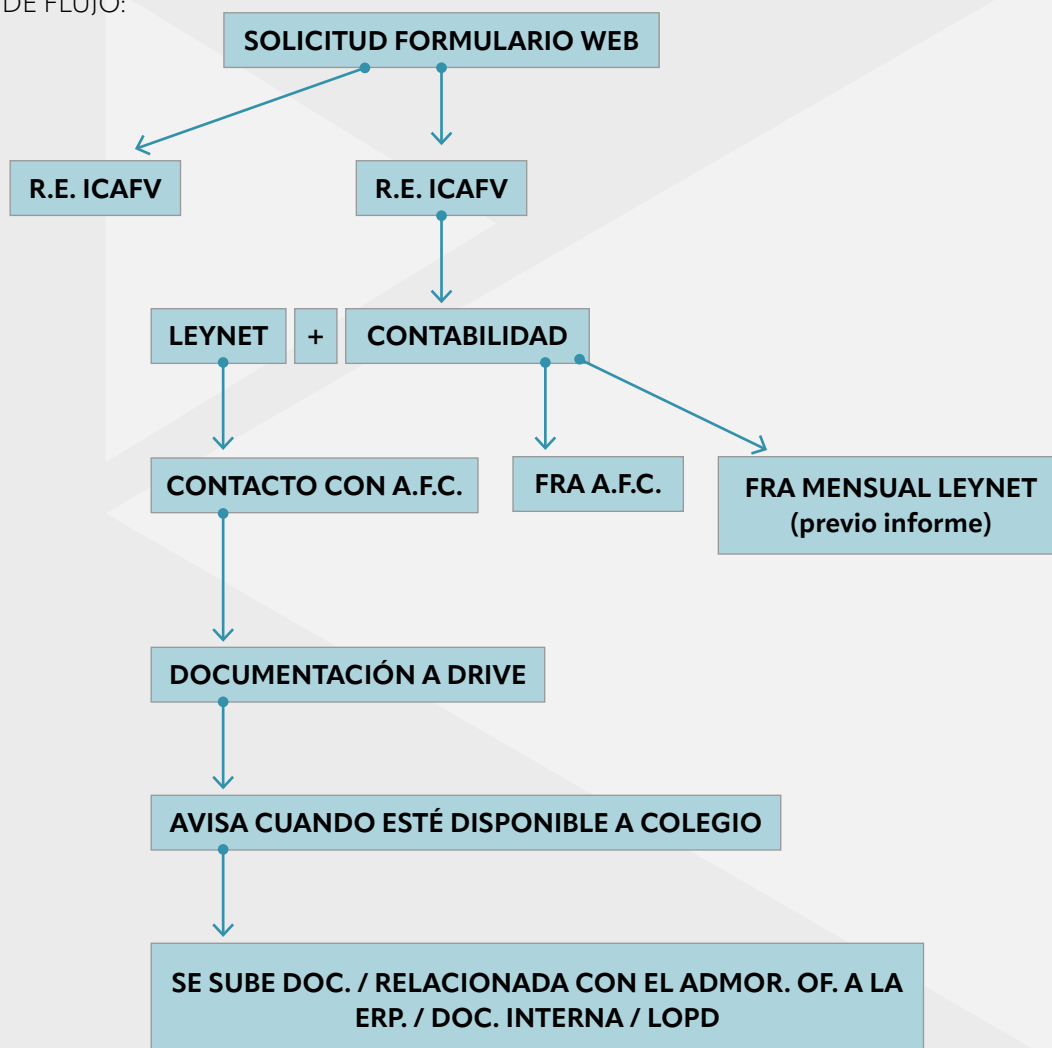 DE FLUJO:
SOLICITUD FORMULARIO WEB
R.E. ICAFV
R.E. ICAFV
LEYNET
+
CONTABILIDAD
CONTACTO CON A.F.C.
FRA A.F.C.
FRA MENSUAL LEYNET
(previo informe)
DOCUMENTACIÓN A DRIVE
AVISA CUANDO ESTÉ DISPONIBLE A COLEGIO
SE SUBE DOC. / RELACIONADA CON EL ADMOR. OF. A LA
ERP. / DOC. INTERNA / LOPD